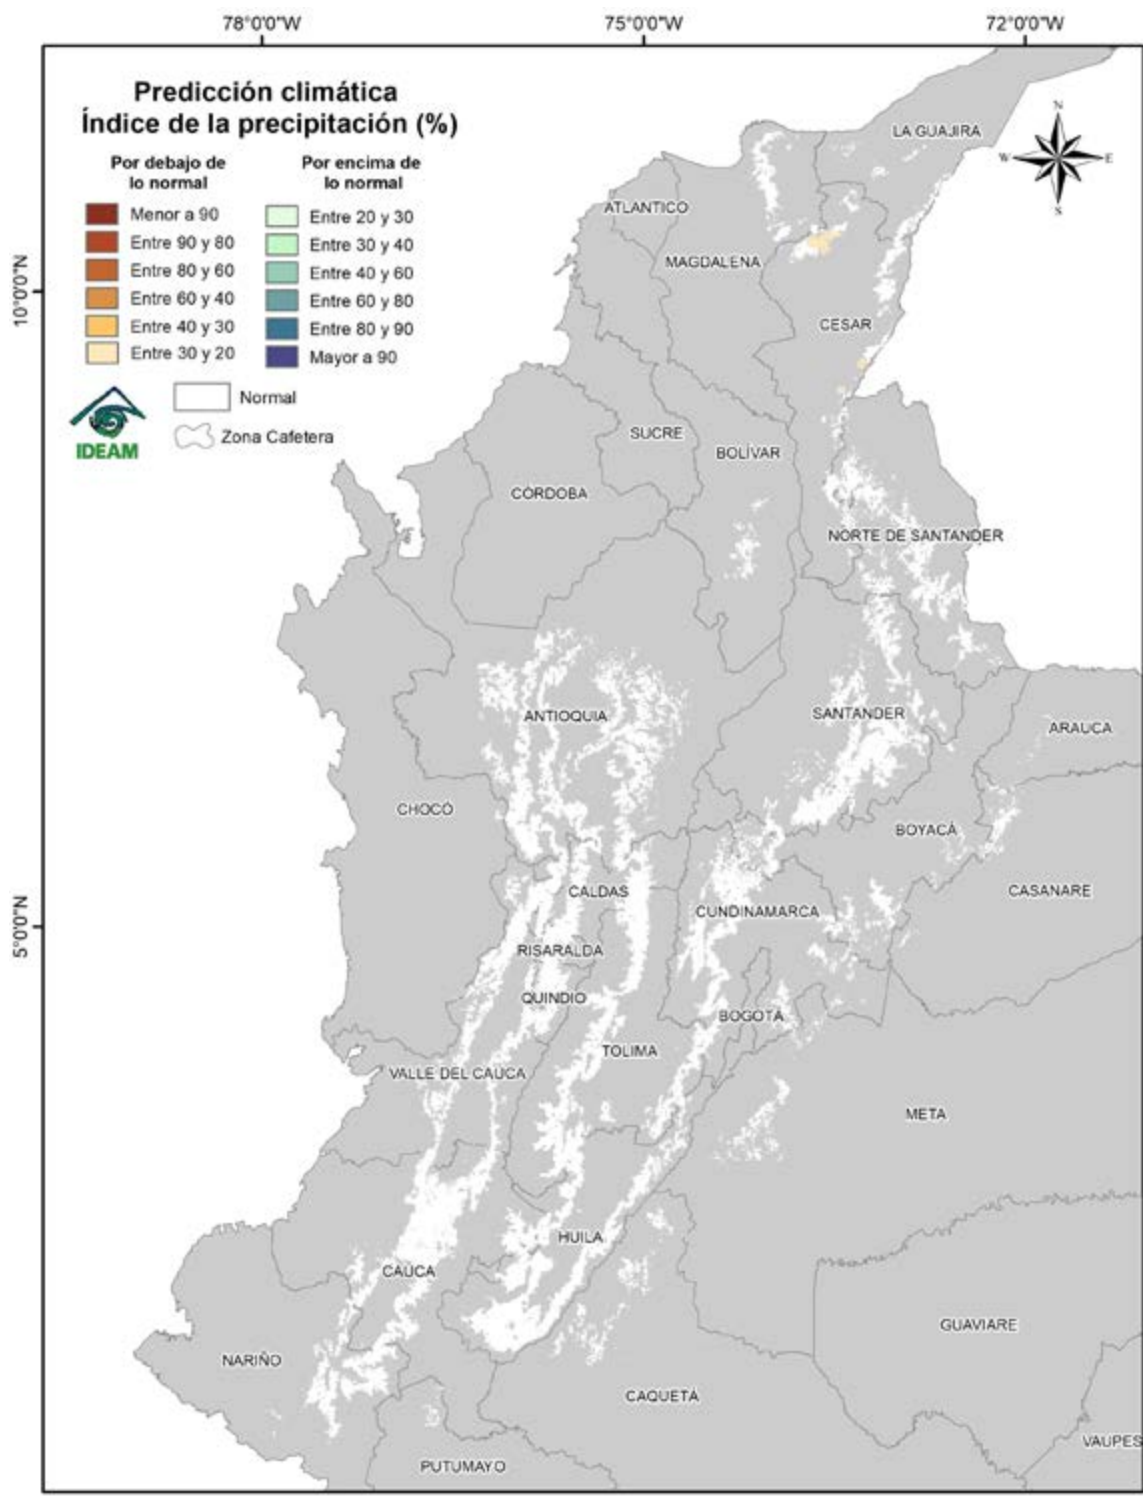 78°0'0"W
75°0'0"W
72°0'0"W
Predicción climática
Índice de la precipitación (%)
Por debajo de
lo normal
Menor a 90
Entre 90 y 80
Entre 80 y 60
Entre 60 y 40
Entre 40 y 30
Entre 30 y 20
Por encima de
lo normal
Entre 20 y 30
Entre 30 y 40
Entre 40 y 60
Entre 60 y 80
Entre 80 y 90
Mayor a 90
IDEAM
Normal
Zona Cafetera
N
W
E
S
10°0'0"N
5°0'0"N
LA GUAJIRA
ATLANTICO
MAGDALENA
CESAR
SUCRE
BOLÍVAR
CÓRDOBA
NORTE DE SANTANDER
ANTIOQUIA
SANTANDER
ARAUCA
CHOCÓ
BOYACÁ
CALDAS
CASANARE
CUNDINAMARCA
RISARALDA
QUINDIO
BOGOTÁ
TOLIMA
VALLE DEL CAUCA
META
HUILA
CAUCA
GUAVIARE
NARIÑO
CAQUETÁ
VAUPES
PUTUMAYO